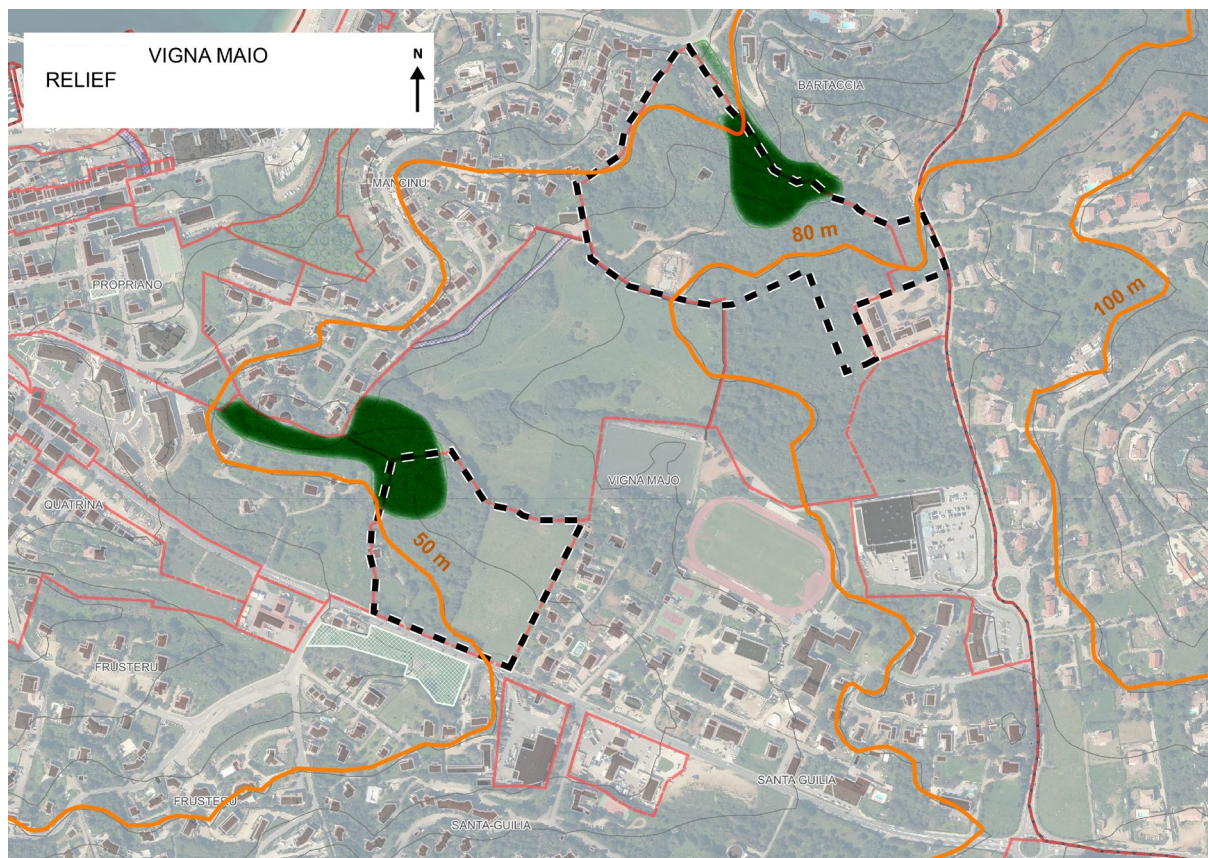 VIGNA MAIO
RELIEF
N
BARTACCIA
MANCINU
80 m
PROPRIANO
100 m
VIGNA MAJO
QUATRINA
50 m
FRUSTERU
SANTA GUILIA
FRUSTERU
SANTA-GUILIA